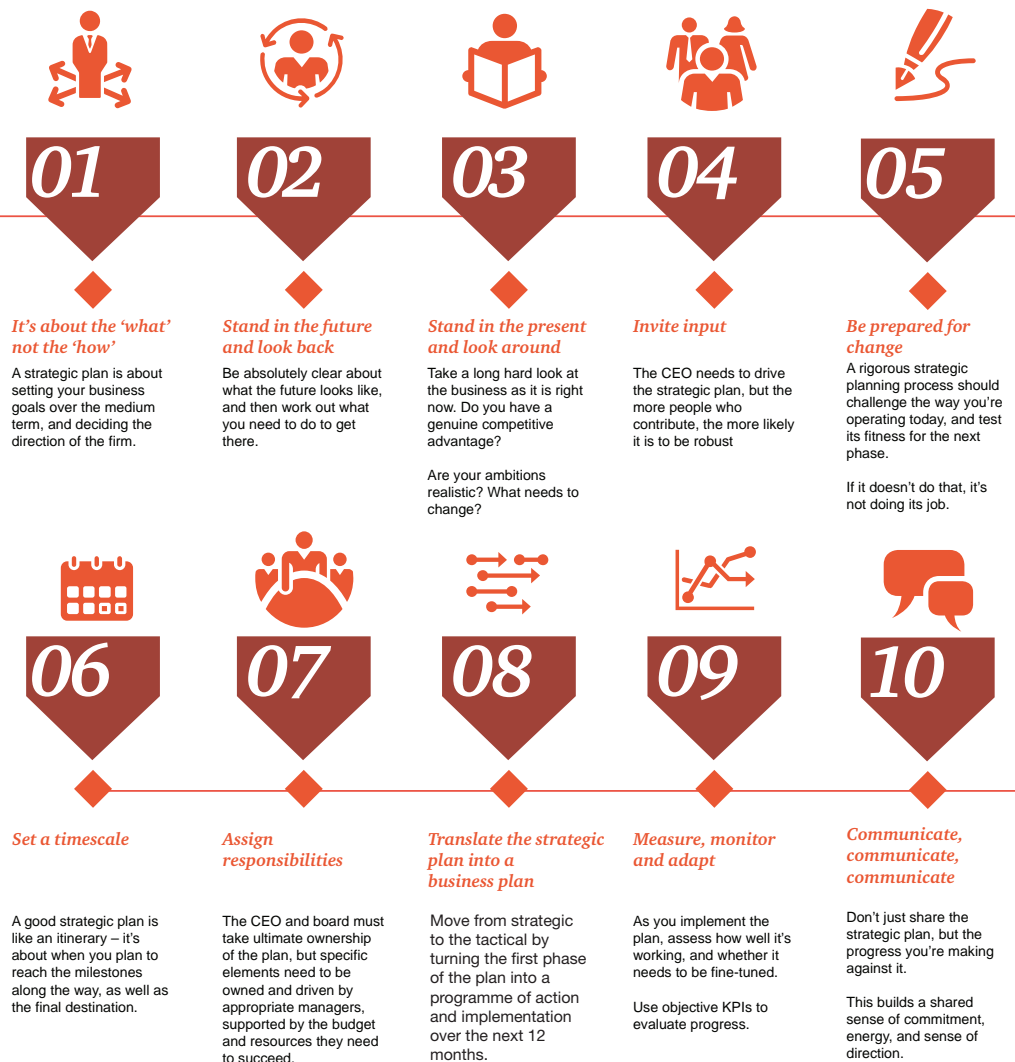 01
02
03
04
05
It’s about the ‘what’
not the ‘how’
A strategic plan is about
setting your business
goals over the medium
term, and deciding the
direction of the firm.
Stand in the future
and look back
Be absolutely clear about
what the future looks like,
and then work out what
you need to do to get
there.
Stand in the present
and look around
Take a long hard look at
the business as it is right
now. Do you have a
genuine competitive
advantage?
Are your ambitions
realistic? What needs to
change?
Invite input
The CEO needs to drive
the strategic plan, but the
more people who
contribute, the more likely
it is to be robust
Be prepared for
change
A rigorous strategic
planning process should
challenge the way you’re
operating today, and test
its fitness for the next
phase.
If it doesn’t do that, it’s
not doing its job.
06
07
08
09
10
Set a timescale
A good strategic plan is
like an itinerary – it’s
about when you plan to
reach the milestones
along the way, as well as
the final destination.
Assign
responsibilities
The CEO and board must
take ultimate ownership
of the plan, but specific
elements need to be
owned and driven by
appropriate managers,
supported by the budget
and resources they need
to succeed.
Translate the strategic
plan into a
business plan
Move from strategic
to the tactical by
turning the first phase
of the plan into a
programme of action
and implementation
over the next 12
months.
Measure, monitor
and adapt
As you implement the
plan, assess how well it’s
working, and whether it
needs to be fine-tuned.
Use objective KPIs to
evaluate progress.
Communicate,
communicate,
communicate
Don’t just share the
strategic plan, but the
progress you’re making
against it.
This builds a shared
sense of commitment,
energy, and sense of
direction.